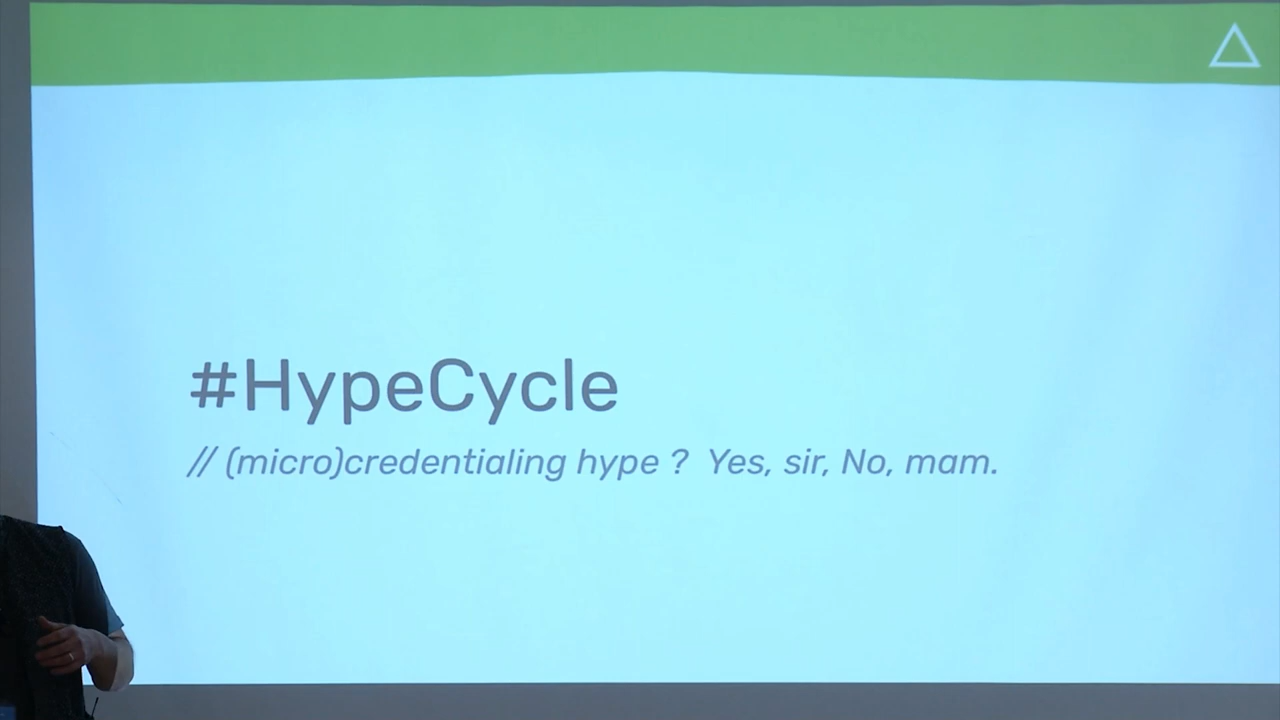 #HypeCycle
// (micro)credentialing hype ? Yes, sir, No, mam.